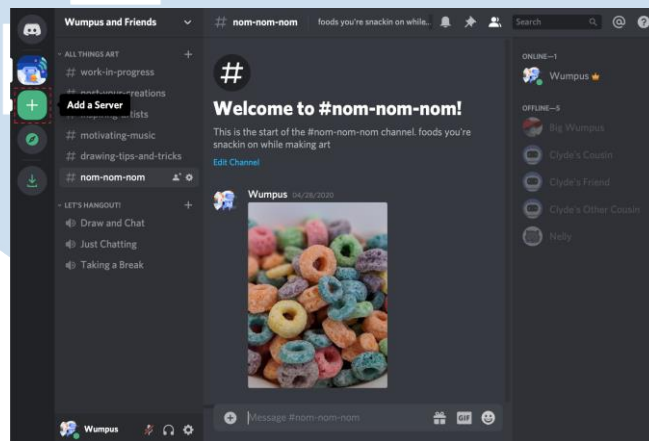 Wumpus and Friends
nom-nom-nom
foods you're snackin on while...
Search
ALL THINGS ART
work-in-progress
post-your-creations
Add a Server
motivating-music
drawing-tips-and-tricks
nom-nom-nom
LET'S HANGOUT!
Draw and Chat
Just Chatting
Taking a Break
Wumpus
#
Welcome to #nom-nom-nom!
This is the start of the #nom-nom-nom channel. foods you're
snackin on while making art
Edit Channel
Wumpus 04/28/2020
Message #nom-nom-nom
GIF
ONLINE—1
Wumpus
OFFLINE—5
Big Wumpus
Clyde's Cousin
Clyde's Friend
Clyde's Other Cousin
Nelly